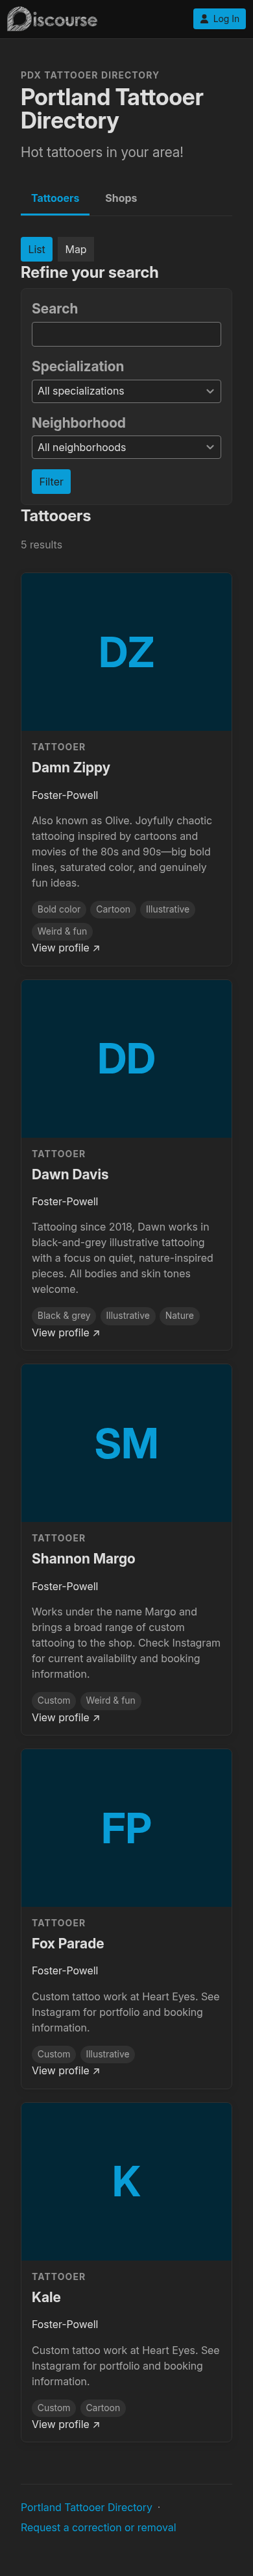 Discourse
Log In
PDX TATTOOER DIRECTORY
Portland Tattooer
Directory
Hot tattooers in your area!
Tattooers
Shops
List
Map
Refine your search
Search
Specialization
All specializations
Neighborhood
All neighborhoods
Filter
Tattooers
5 results
DZ
TATTOOER
Damn Zippy
Foster-Powell
Also known as Olive. Joyfully chaotic
tattooing inspired by cartoons and
movies of the 80s and 90s—big bold
lines, saturated color, and genuinely
fun ideas.
Bold color Cartoon Illustrative
Weird & fun
View profile ↗
DD
TATTOOER
Dawn Davis
Foster-Powell
Tattooing since 2018, Dawn works in
black-and-grey illustrative tattooing
with a focus on quiet, nature-inspired
pieces. All bodies and skin tones
welcome.
Black & grey Illustrative Nature
View profile ↗
SM
TATTOOER
Shannon Margo
Foster-Powell
Works under the name Margo and
brings a broad range of custom
tattooing to the shop. Check Instagram
for current availability and booking
information.
Custom Weird & fun
View profile ↗
FP
TATTOOER
Fox Parade
Foster-Powell
Custom tattoo work at Heart Eyes. See
Instagram for portfolio and booking
information.
Custom Illustrative
View profile ↗
K
TATTOOER
Kale
Foster-Powell
Custom tattoo work at Heart Eyes. See
Instagram for portfolio and booking
information.
Custom Cartoon
View profile ↗
Portland Tattooer Directory ·
Request a correction or removal